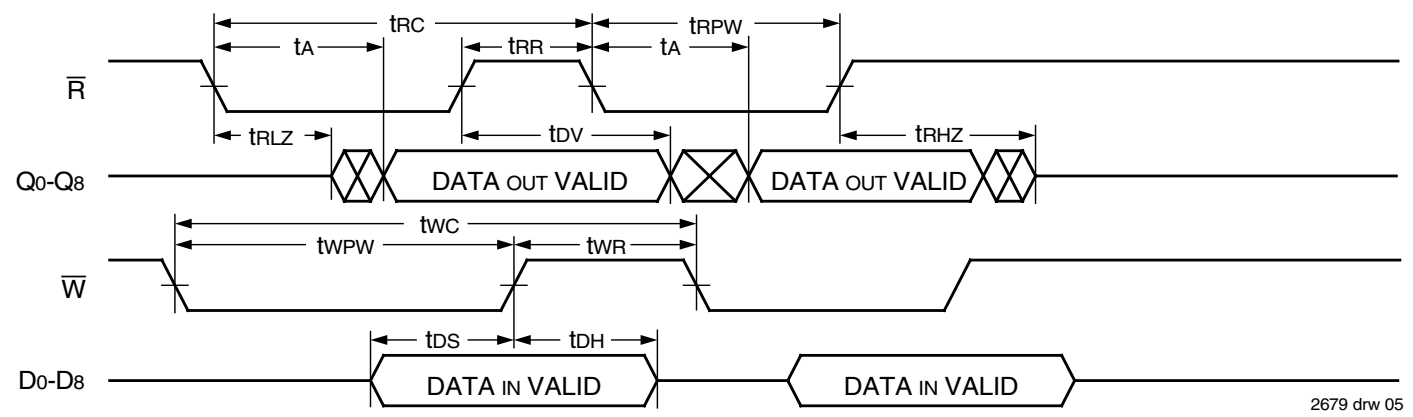 tRC tRPW
tA tRR tA
R̅
tRLZ tDV tRHZ
Q0-Q8 DATA OUT VALID DATA OUT VALID
tWC
tWPW tWR
W̅
tDS tDH
D0-D8 DATA IN VALID DATA IN VALID
2679 drw 05